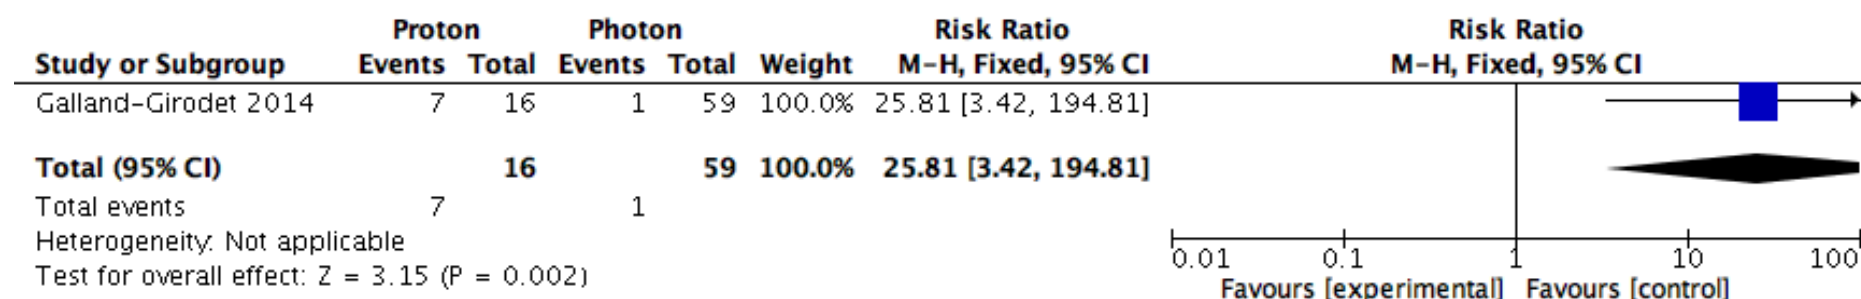 Proton Photon Risk Ratio Risk Ratio
Study or Subgroup Events Total Events Total Weight M-H, Fixed, 95% CI M-H, Fixed, 95% CI
Galland-Girodet 2014 7 16 1 59 100.0% 25.81 [3.42, 194.81]
Total (95% CI) 16 59 100.0% 25.81 [3.42, 194.81]
Total events 7 1
Heterogeneity: Not applicable
Test for overall effect: Z = 3.15 (P = 0.002)
0.01 0.1 1 10 100
Favours [experimental] Favours [control]